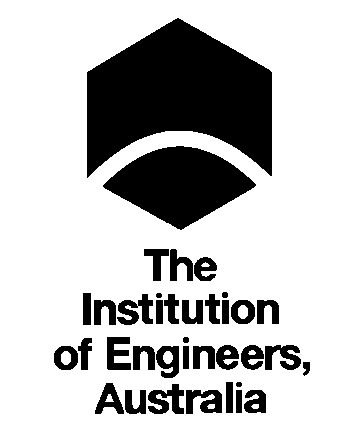 The
Institution
of Engineers,
Australia